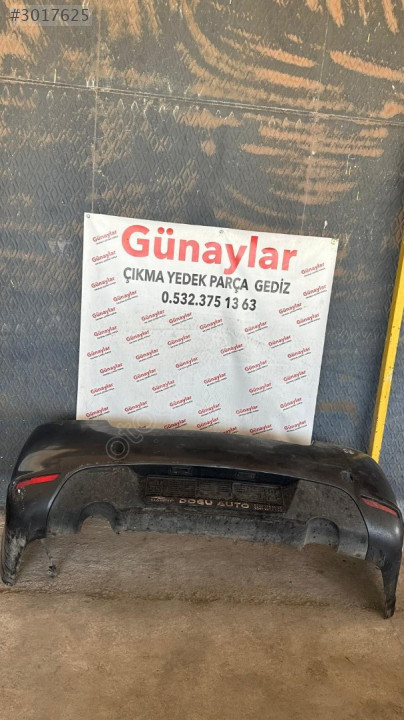 #3017625
Günaylar
ÇIKMA YEDEK PARÇA GEDİZ
0.532.375 13 63
DOĞU AUTO